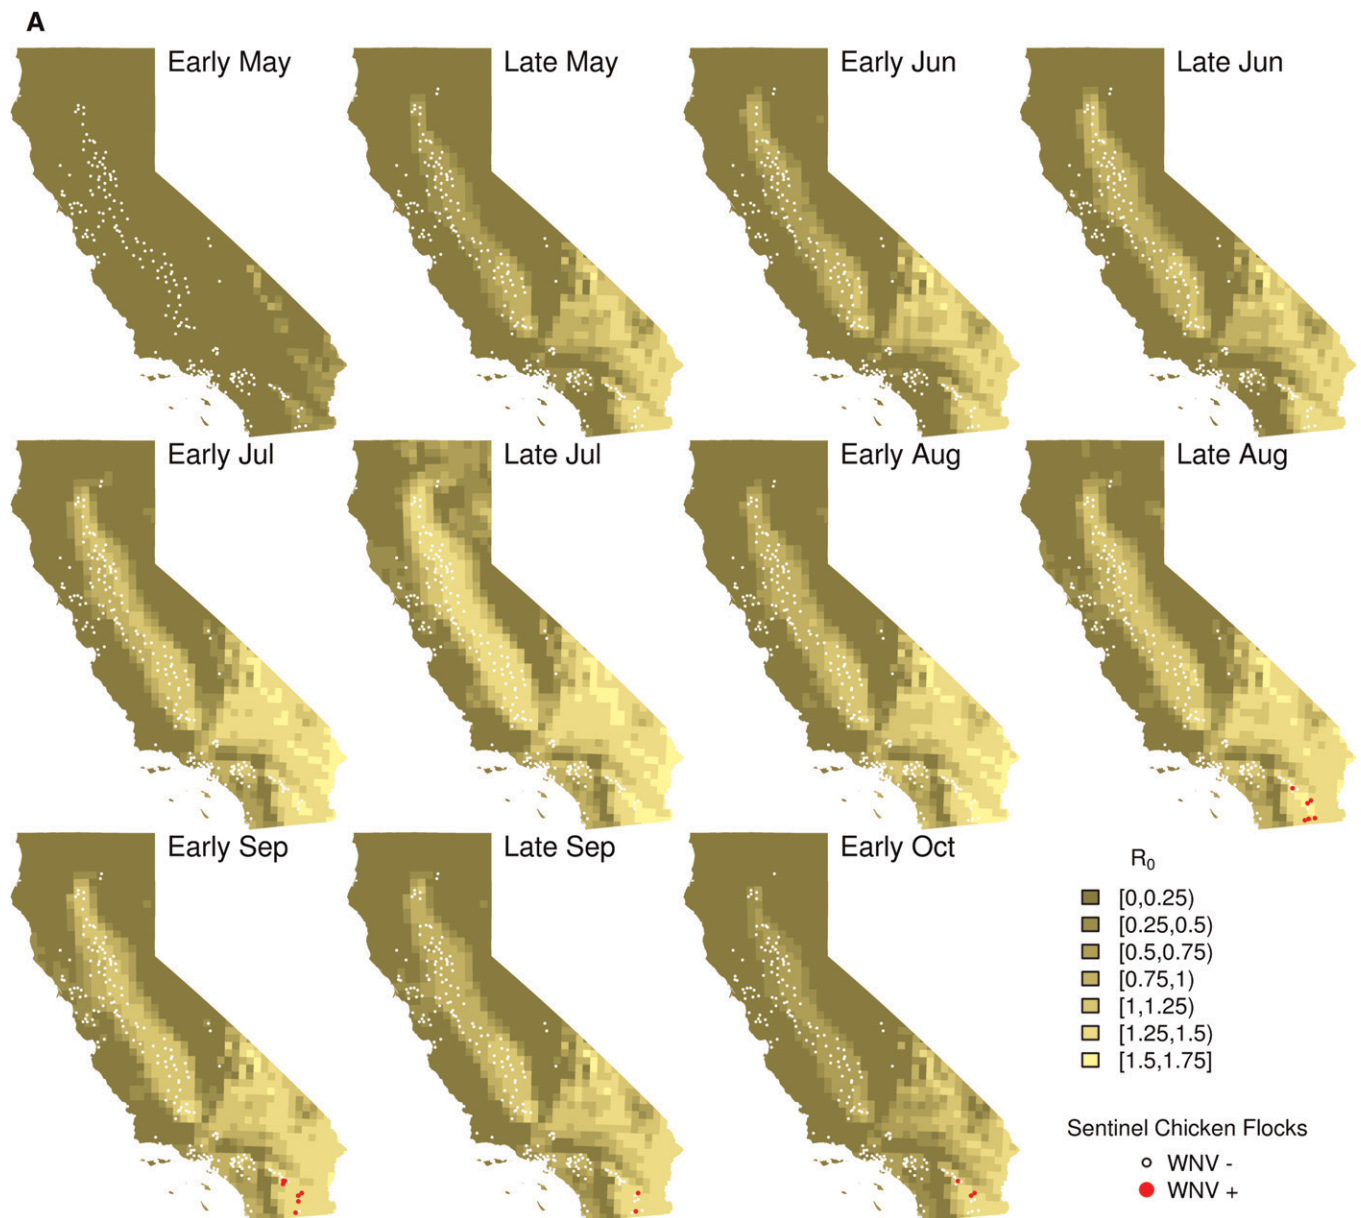 A
Early May
Late May
Early Jun
Late Jun
Early Jul
Late Jul
Early Aug
Late Aug
Early Sep
Late Sep
Early Oct
R0
[0,0.25)
[0.25,0.5)
[0.5,0.75)
[0.75,1)
[1,1.25)
[1.25,1.5)
[1.5,1.75]
Sentinel Chicken Flocks
WNV -
WNV +